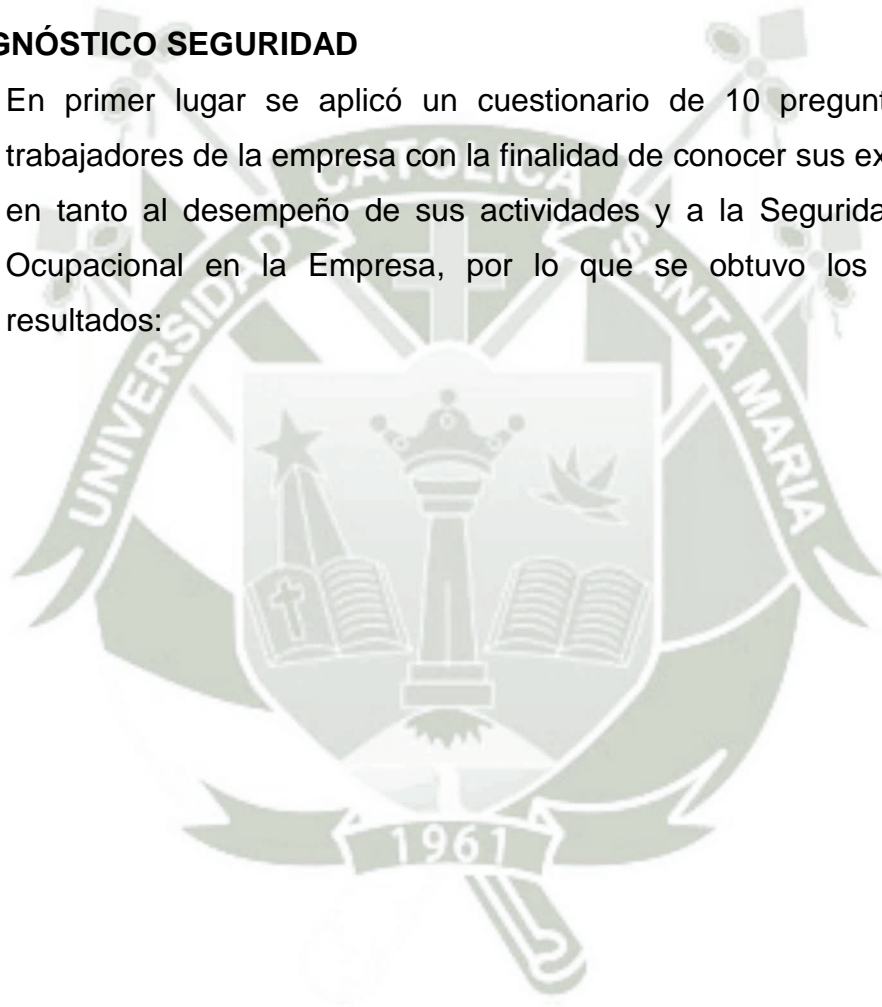 GNÓSTICO SEGURIDAD
En primer lugar se aplicó un cuestionario de 10 pregunt
trabajadores de la empresa con la finalidad de conocer sus ex
en tanto al desempeño de sus actividades y a la Segurida
Ocupacional en la Empresa, por lo que se obtuvo los
resultados:
UNIVERSIDAD CATOLICA SANTA MARIA
1961